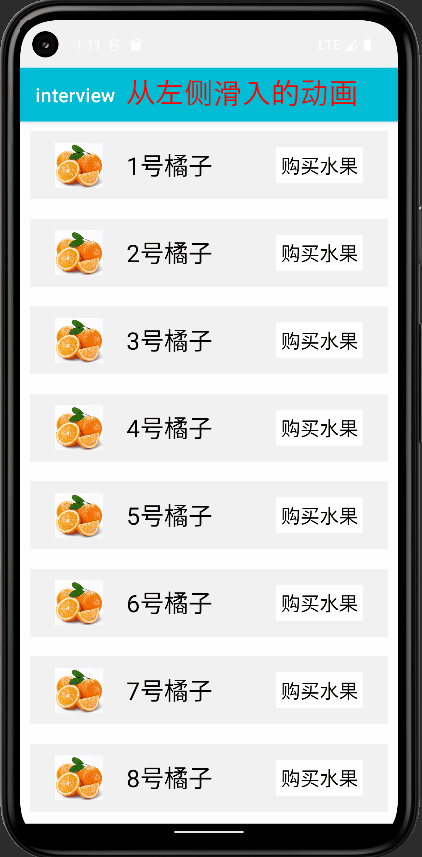 1:11 LTE
interview 从左侧滑入的动画
1号橘子 购买水果
2号橘子 购买水果
3号橘子 购买水果
4号橘子 购买水果
5号橘子 购买水果
6号橘子 购买水果
7号橘子 购买水果
8号橘子 购买水果